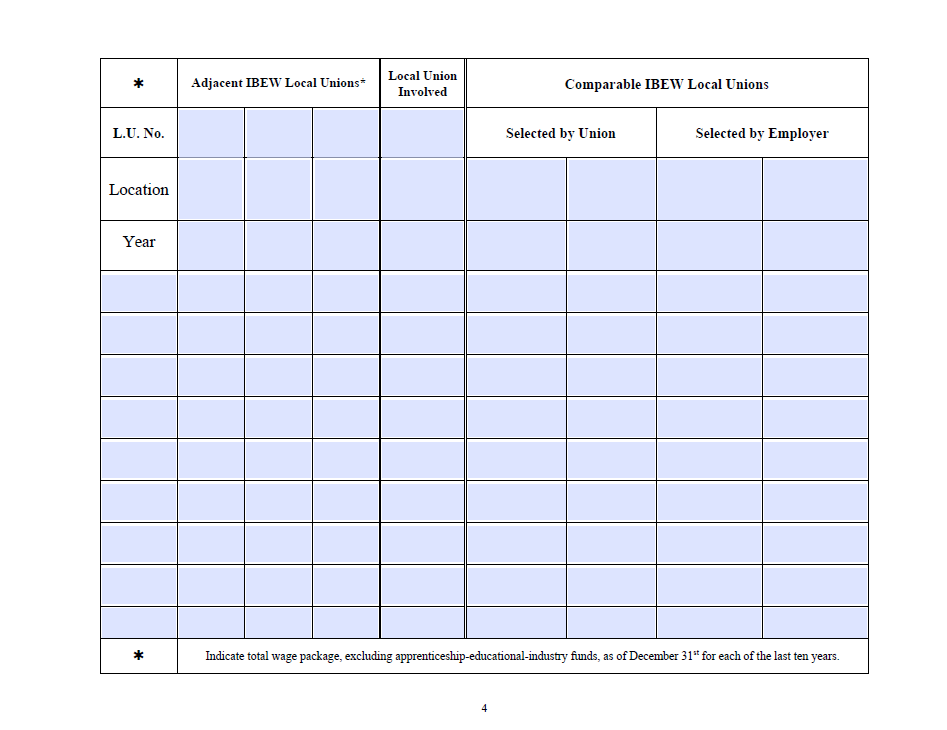 * Adjacent IBEW Local Unions* Local Union Involved Comparable IBEW Local Unions
L.U. No. Selected by Union Selected by Employer
Location
Year
* Indicate total wage package, excluding apprenticeship-educational-industry funds, as of December 31st for each of the last ten years.
4